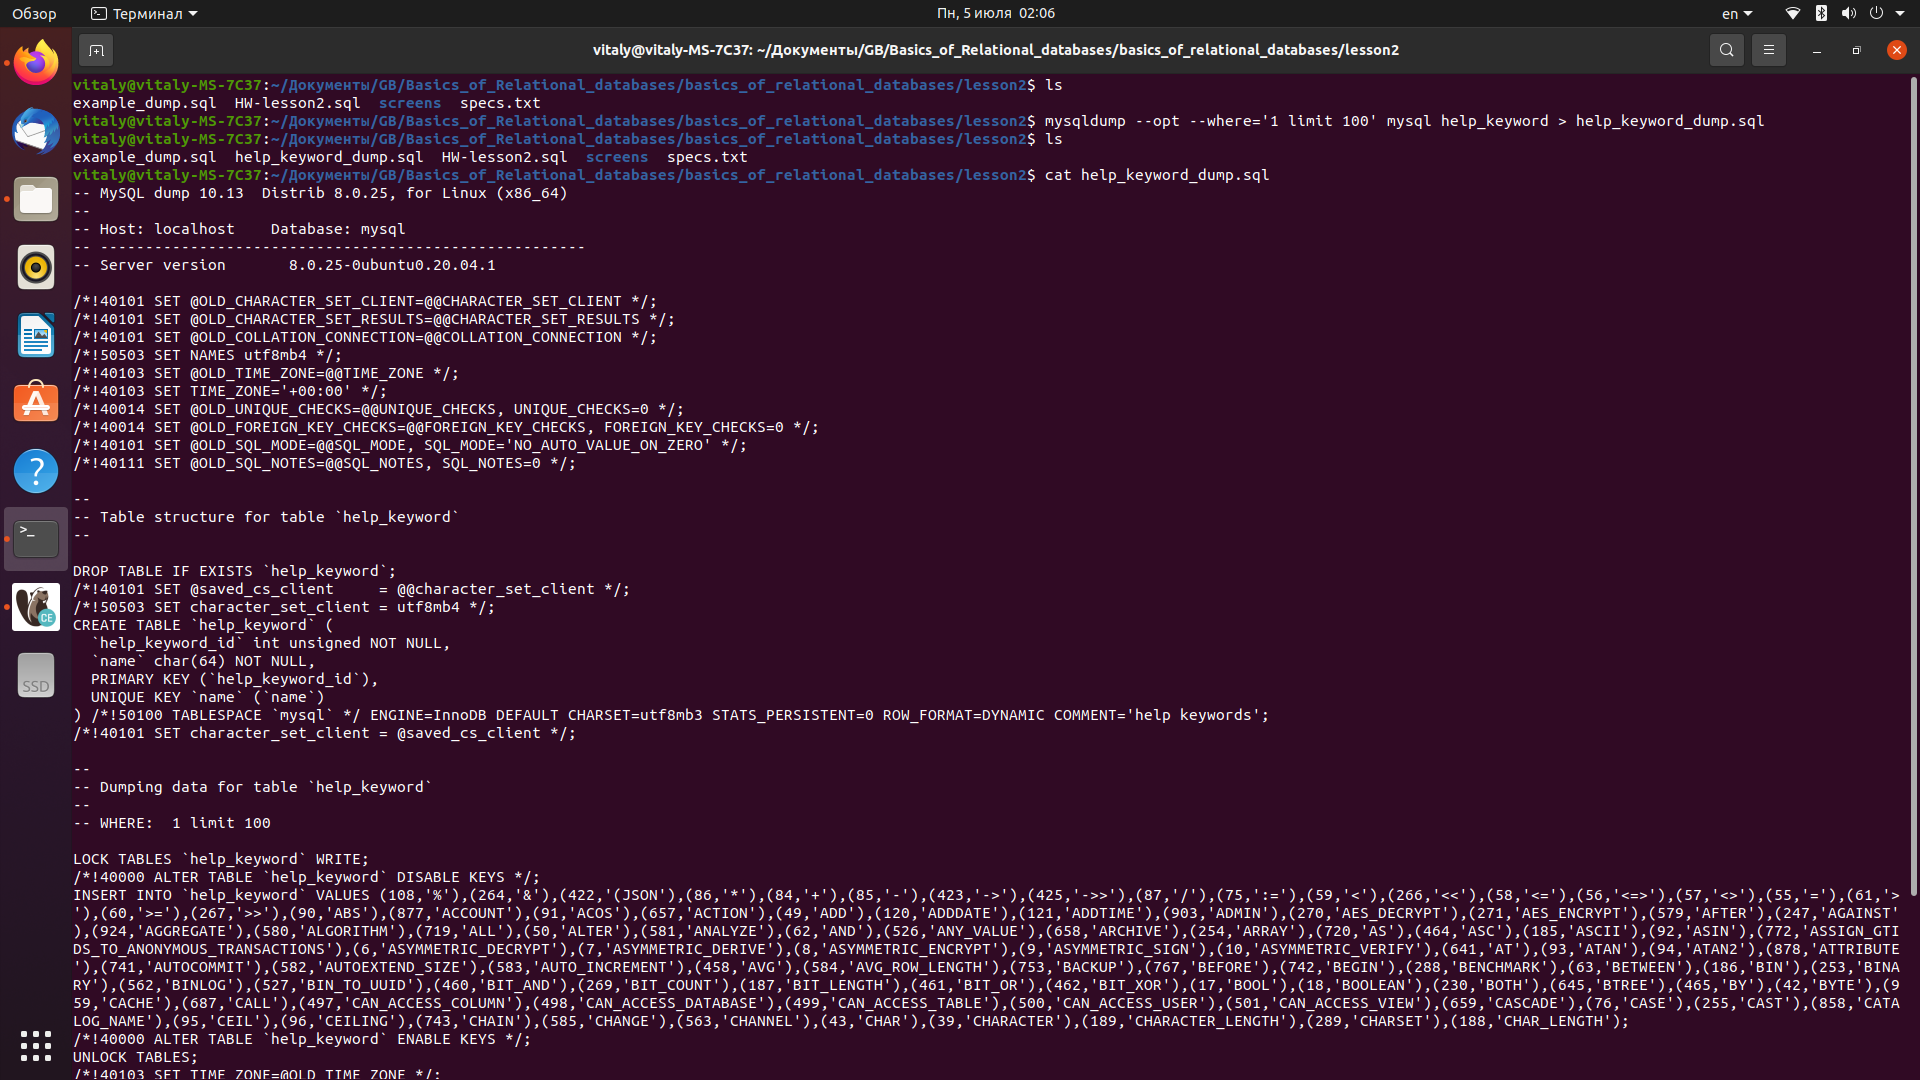 Обзор
Терминал
Пн, 5 июля  02:06
en
vitaly@vitaly-MS-7C37: ~/Документы/GB/Basics_of_Relational_databases/basics_of_relational_databases/lesson2
vitaly@vitaly-MS-7C37:~/Документы/GB/Basics_of_Relational_databases/basics_of_relational_databases/lesson2$ ls
example_dump.sql  HW-lesson2.sql  screens  specs.txt
vitaly@vitaly-MS-7C37:~/Документы/GB/Basics_of_Relational_databases/basics_of_relational_databases/lesson2$ mysqldump --opt --where='1 limit 100' mysql help_keyword > help_keyword_dump.sql
vitaly@vitaly-MS-7C37:~/Документы/GB/Basics_of_Relational_databases/basics_of_relational_databases/lesson2$ ls
example_dump.sql  help_keyword_dump.sql  HW-lesson2.sql  screens  specs.txt
vitaly@vitaly-MS-7C37:~/Документы/GB/Basics_of_Relational_databases/basics_of_relational_databases/lesson2$ cat help_keyword_dump.sql
-- MySQL dump 10.13  Distrib 8.0.25, for Linux (x86_64)
--
-- Host: localhost    Database: mysql
-- ------------------------------------------------------
-- Server version       8.0.25-0ubuntu0.20.04.1

/*!40101 SET @OLD_CHARACTER_SET_CLIENT=@@CHARACTER_SET_CLIENT */;
/*!40101 SET @OLD_CHARACTER_SET_RESULTS=@@CHARACTER_SET_RESULTS */;
/*!40101 SET @OLD_COLLATION_CONNECTION=@@COLLATION_CONNECTION */;
/*!50503 SET NAMES utf8mb4 */;
/*!40103 SET @OLD_TIME_ZONE=@@TIME_ZONE */;
/*!40103 SET TIME_ZONE='+00:00' */;
/*!40014 SET @OLD_UNIQUE_CHECKS=@@UNIQUE_CHECKS, UNIQUE_CHECKS=0 */;
/*!40014 SET @OLD_FOREIGN_KEY_CHECKS=@@FOREIGN_KEY_CHECKS, FOREIGN_KEY_CHECKS=0 */;
/*!40101 SET @OLD_SQL_MODE=@@SQL_MODE, SQL_MODE='NO_AUTO_VALUE_ON_ZERO' */;
/*!40111 SET @OLD_SQL_NOTES=@@SQL_NOTES, SQL_NOTES=0 */;

--
-- Table structure for table `help_keyword`
--

DROP TABLE IF EXISTS `help_keyword`;
/*!40101 SET @saved_cs_client     = @@character_set_client */;
/*!50503 SET character_set_client = utf8mb4 */;
CREATE TABLE `help_keyword` (
  `help_keyword_id` int unsigned NOT NULL,
  `name` char(64) NOT NULL,
  PRIMARY KEY (`help_keyword_id`),
  UNIQUE KEY `name` (`name`)
) /*!50100 TABLESPACE `mysql` */ ENGINE=InnoDB DEFAULT CHARSET=utf8mb3 STATS_PERSISTENT=0 ROW_FORMAT=DYNAMIC COMMENT='help keywords';
/*!40101 SET character_set_client = @saved_cs_client */;

--
-- Dumping data for table `help_keyword`
--
-- WHERE:  1 limit 100

LOCK TABLES `help_keyword` WRITE;
/*!40000 ALTER TABLE `help_keyword` DISABLE KEYS */;
INSERT INTO `help_keyword` VALUES (108,'%'),(264,'&'),(422,'(JSON'),(86,'*'),(84,'+'),(85,'-'),(423,'->'),(425,'->>'),(87,'/'),(75,':='),(59,'<'),(266,'<<'),(58,'<='),(56,'<=>'),(57,'<>'),(55,'='),(61,'>
'),(60,'>='),(267,'>>'),(90,'ABS'),(877,'ACCOUNT'),(91,'ACOS'),(657,'ACTION'),(49,'ADD'),(120,'ADDDATE'),(121,'ADDTIME'),(903,'ADMIN'),(270,'AES_DECRYPT'),(271,'AES_ENCRYPT'),(579,'AFTER'),(247,'AGAINST'
),(924,'AGGREGATE'),(580,'ALGORITHM'),(719,'ALL'),(50,'ALTER'),(581,'ANALYZE'),(62,'AND'),(526,'ANY_VALUE'),(658,'ARCHIVE'),(254,'ARRAY'),(720,'AS'),(464,'ASC'),(185,'ASCII'),(92,'ASIN'),(772,'ASSIGN_GTI
DS_TO_ANONYMOUS_TRANSACTIONS'),(6,'ASYMMETRIC_DECRYPT'),(7,'ASYMMETRIC_DERIVE'),(8,'ASYMMETRIC_ENCRYPT'),(9,'ASYMMETRIC_SIGN'),(10,'ASYMMETRIC_VERIFY'),(641,'AT'),(93,'ATAN'),(94,'ATAN2'),(878,'ATTRIBUTE
'),(741,'AUTOCOMMIT'),(582,'AUTOEXTEND_SIZE'),(583,'AUTO_INCREMENT'),(458,'AVG'),(584,'AVG_ROW_LENGTH'),(753,'BACKUP'),(767,'BEFORE'),(742,'BEGIN'),(288,'BENCHMARK'),(63,'BETWEEN'),(186,'BIN'),(253,'BINA
RY'),(562,'BINLOG'),(527,'BIN_TO_UUID'),(460,'BIT_AND'),(269,'BIT_COUNT'),(187,'BIT_LENGTH'),(461,'BIT_OR'),(462,'BIT_XOR'),(17,'BOOL'),(18,'BOOLEAN'),(230,'BOTH'),(645,'BTREE'),(465,'BY'),(42,'BYTE'),(9
59,'CACHE'),(687,'CALL'),(497,'CAN_ACCESS_COLUMN'),(498,'CAN_ACCESS_DATABASE'),(499,'CAN_ACCESS_TABLE'),(500,'CAN_ACCESS_USER'),(501,'CAN_ACCESS_VIEW'),(659,'CASCADE'),(76,'CASE'),(255,'CAST'),(858,'CATA
LOG_NAME'),(95,'CEIL'),(96,'CEILING'),(743,'CHAIN'),(585,'CHANGE'),(563,'CHANNEL'),(43,'CHAR'),(39,'CHARACTER'),(189,'CHARACTER_LENGTH'),(289,'CHARSET'),(188,'CHAR_LENGTH');
/*!40000 ALTER TABLE `help_keyword` ENABLE KEYS */;
UNLOCK TABLES;
/*!40103 SET TIME_ZONE=@OLD_TIME_ZONE */;
CE
SSD